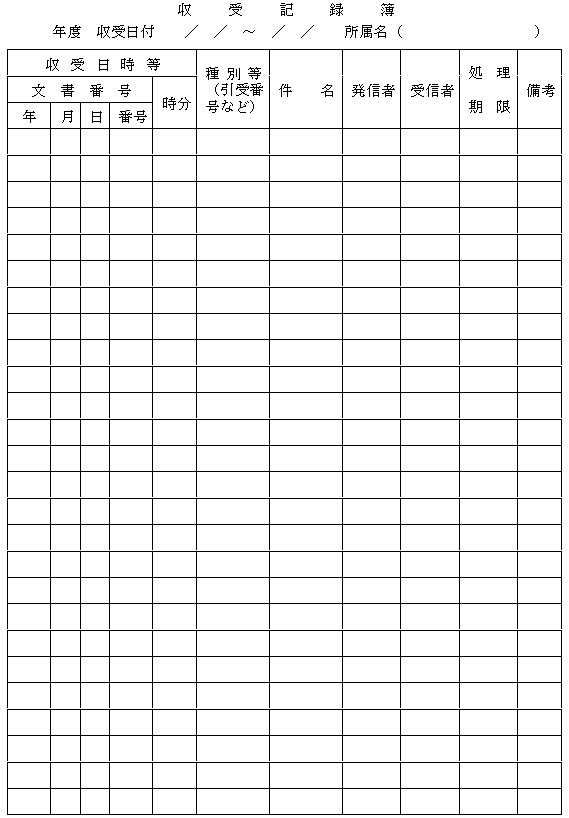 収　受　記　録　簿
年度　収受日付　／　／　～　／　／　所属名（　　　　　　　　　）
収　受　日　時　等
文　書　番　号
年　月　日　番号
時分
種　別　等
（引受番
号など）
件　　名
発信者
受信者
処　理
期　限
備考